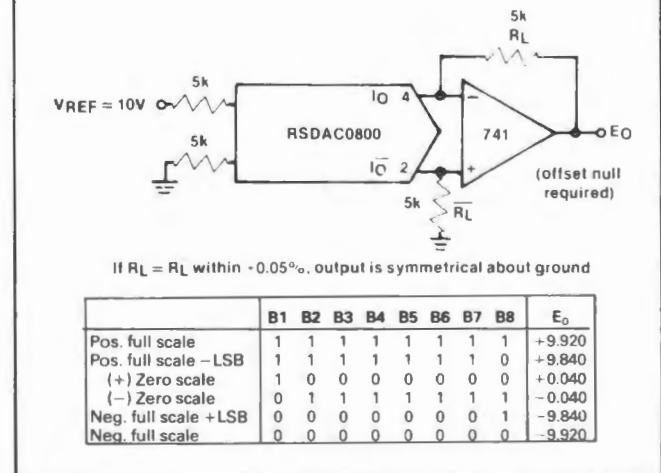 5k
RL
5k
VREF = 10V
IO 4
RSDAC0800
741
EO
5k
IO 2
(offset null
required)
5k
RL
If RL = RL within ·0.05%, output is symmetrical about ground
B1 B2 B3 B4 B5 B6 B7 B8 Eo
Pos. full scale 1 1 1 1 1 1 1 1 +9.920
Pos. full scale −LSB 1 1 1 1 1 1 1 0 +9.840
(+) Zero scale 1 0 0 0 0 0 0 0 +0.040
(−) Zero scale 0 1 1 1 1 1 1 1 −0.040
Neg. full scale +LSB 0 0 0 0 0 0 0 1 −9.840
Neg. full scale 0 0 0 0 0 0 0 0 −9.920